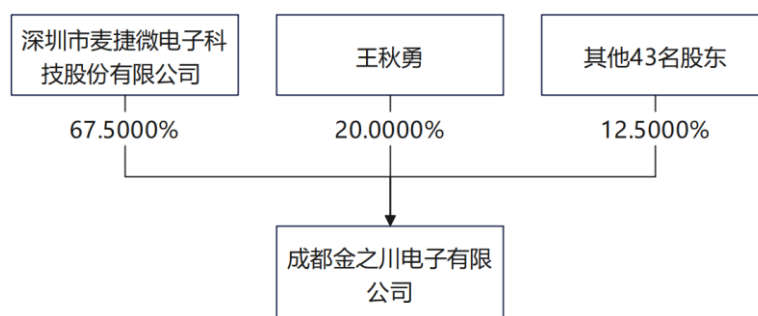 深圳市麦捷微电子科
技股份有限公司
王秋勇
其他43名股东
67.5000%
20.0000%
12.5000%
成都金之川电子有限
公司